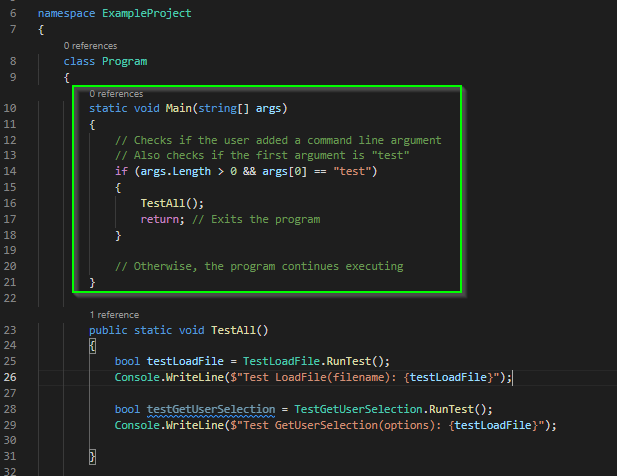 6 namespace ExampleProject
7 {
0 references
8 class Program
9 {
0 references
10 static void Main(string[] args)
11 {
12 // Checks if the user added a command line argument
13 // Also checks if the first argument is "test"
14 if (args.Length > 0 && args[0] == "test")
15 {
16 TestAll();
17 return; // Exits the program
18 }
19
20 // Otherwise, the program continues executing
21 }
22
1 reference
23 public static void TestAll()
24 {
25 bool testLoadFile = TestLoadFile.RunTest();
26 Console.WriteLine($"Test LoadFile(filename): {testLoadFile}");
27
28 bool testGetUserSelection = TestGetUserSelection.RunTest();
29 Console.WriteLine($"Test GetUserSelection(options): {testLoadFile}");
30
31 }
32